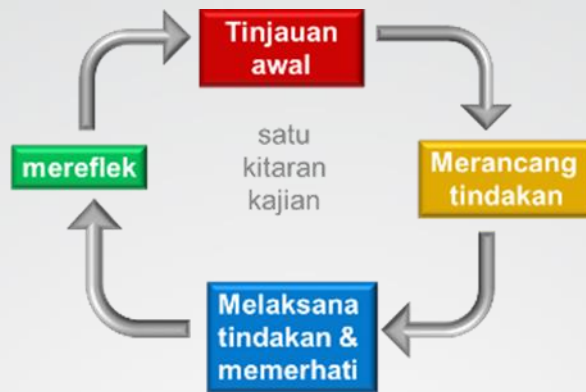 Tinjauan
awal
satu
kitaran
kajian
mereflek
Merancang
tindakan
Melaksana
tindakan &
memerhati